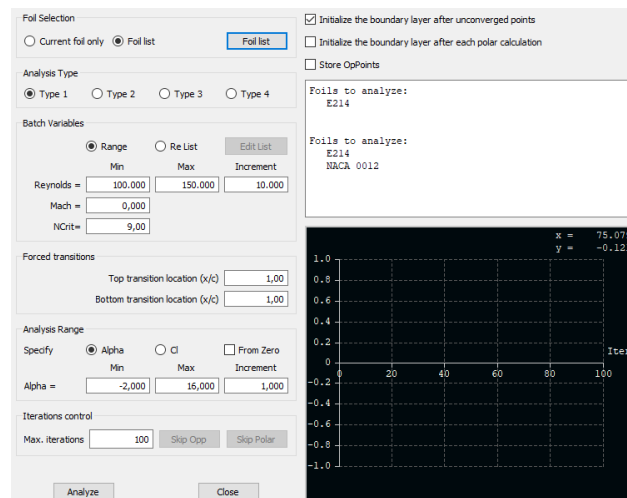 Foil Selection
Current foil only Foil list Foil list
Analysis Type
Type 1 Type 2 Type 3 Type 4
Batch Variables
Range Re List Edit List
Min Max Increment
Reynolds = 100.000 150.000 10.000
Mach = 0,000
NCrit= 9,00
Forced transitions
Top transition location (x/c) 1,00
Bottom transition location (x/c) 1,00
Analysis Range
Specify Alpha Cl From Zero
Min Max Increment
Alpha = -2,000 16,000 1,000
Iterations control
Max. iterations 100 Skip Opp Skip Polar
Analyze Close
Initialize the boundary layer after unconverged points
Initialize the boundary layer after each polar calculation
Store OpPoints
Foils to analyze:
E214
Foils to analyze:
E214
NACA 0012
x = 75.07
y = -0.12
1.0
0.8
0.6
0.4
0.2
Iter
0
0 20 40 60 80 100
-0.2
-0.4
-0.6
-0.8
-1.0